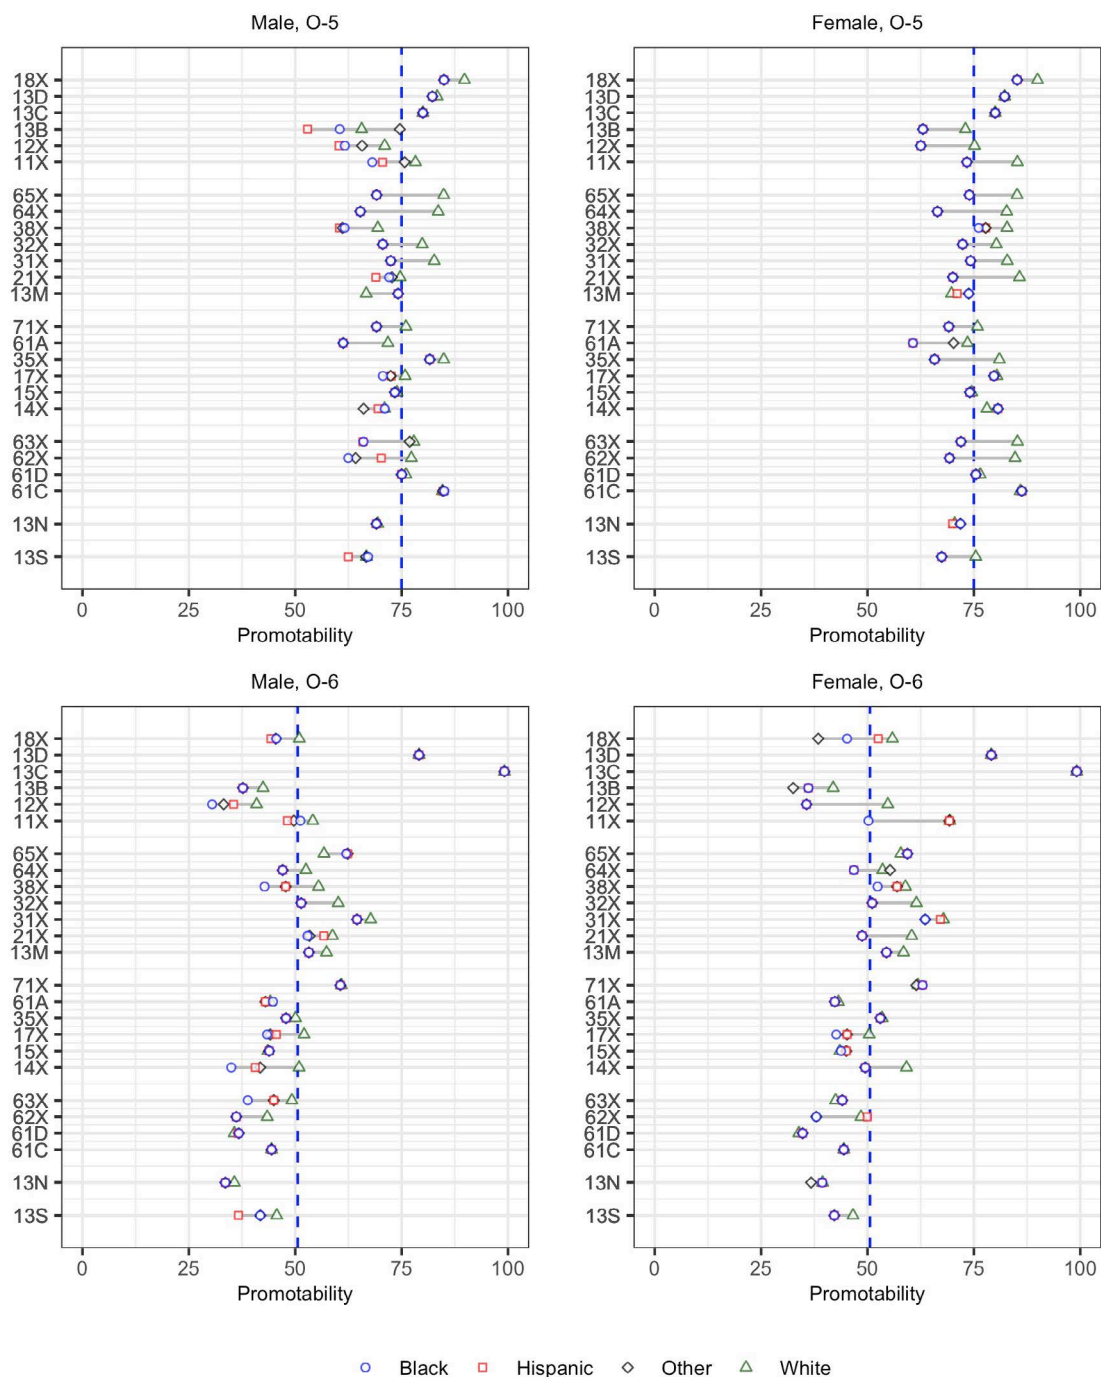 Male, O-5
18X
13D
13C
13B
12X
11X
65X
64X
38X
32X
31X
21X
13M
71X
61A
35X
17X
15X
14X
63X
62X
61D
61C
13N
13S
0 25 50 75 100
Promotability
Female, O-5
18X
13D
13C
13B
12X
11X
65X
64X
38X
32X
31X
21X
13M
71X
61A
35X
17X
15X
14X
63X
62X
61D
61C
13N
13S
0 25 50 75 100
Promotability
Male, O-6
18X
13D
13C
13B
12X
11X
65X
64X
38X
32X
31X
21X
13M
71X
61A
35X
17X
15X
14X
63X
62X
61D
61C
13N
13S
0 25 50 75 100
Promotability
Female, O-6
18X
13D
13C
13B
12X
11X
65X
64X
38X
32X
31X
21X
13M
71X
61A
35X
17X
15X
14X
63X
62X
61D
61C
13N
13S
0 25 50 75 100
Promotability
Black Hispanic Other White